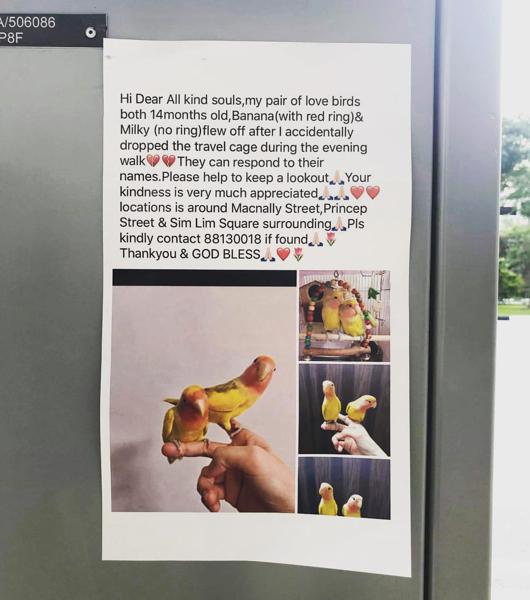 A/506086
P8F
Hi Dear All kind souls,my pair of love birds
both 14months old,Banana(with red ring)&
Milky (no ring)flew off after I accidentally
dropped the travel cage during the evening
walk💔💔They can respond to their
names.Please help to keep a lookout🙏🏻Your
kindness is very much appreciated🙏🏻🙏🏻❤️❤️
locations is around Macnally Street,Princep
Street & Sim Lim Square surrounding🙏🏻Pls
kindly contact 88130018 if found🙏🏻🌷
Thankyou & GOD BLESS🙏🏻❤️🌷